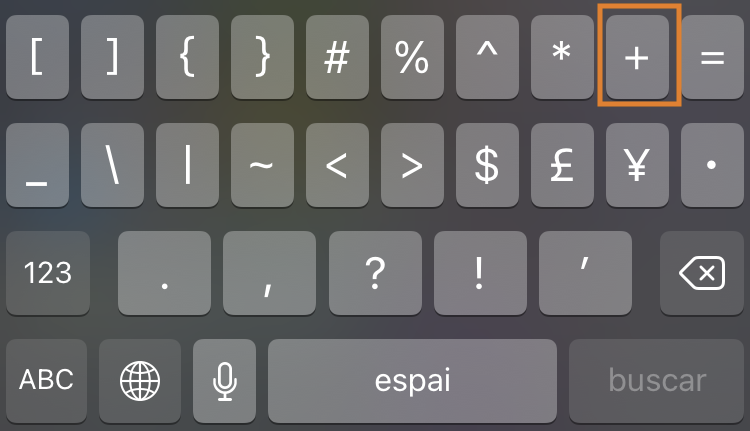 [ ] { } # % ^ * + =
_ \ | ~ < > $ £ ¥ •
123 . , ? ! ’
ABC espai buscar